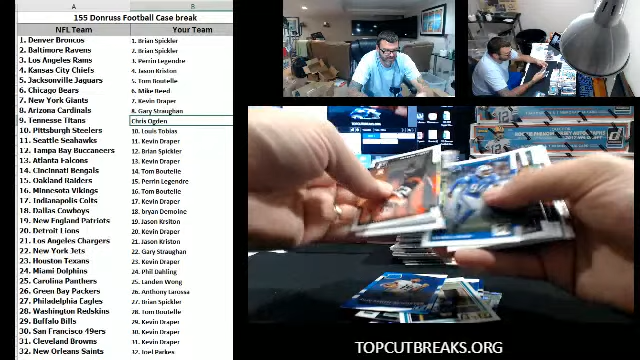 A B
155 Donruss Football Case break
NFL Team Your Team
1. Denver Broncos 1. Brian Spickler
2. Baltimore Ravens 2. Brian Spickler
3. Los Angeles Rams 3. Perrin Legendre
4. Kansas City Chiefs 4. Jason Kriston
5. Jacksonville Jaguars 5. Tom Boutelle
6. Chicago Bears 6. Mike Reed
7. New York Giants 7. Kevin Draper
8. Arizona Cardinals 8. Gary Straughan
9. Tennesse Titans Chris Ogden
10. Pittsburgh Steelers 10. Louis Tobias
11. Seattle Seahawks 11. Kevin Draper
12. Tampa Bay Buccaneers 12. Brian Spickler
13. Atlanta Falcons 13. Kevin Draper
14. Cincinnati Bengals 14. Tom Boutelle
15. Oakland Raiders 15. Perrin Legendre
16. Minnesota Vikings 16. Tom Boutelle
17. Indianapolis Colts 17. Kevin Draper
18. Dallas Cowboys 18. bryan Demoine
19. New England Patriots 19. Jason Kriston
20. Detroit Lions 20. Kevin Draper
21. Los Angeles Chargers 21. Jason Kriston
22. New York Jets 22. Gary Straughan
23. Houston Texans 23. Kevin Draper
24. Miami Dolphins 24. Phil Dahling
25. Carolina Panthers 25. Landen Wong
26. Green Bay Packers 26. Anthony Larossa
27. Philadelphia Eagles 27. Brian Spickler
28. Washington Redskins 28. Tom Boutelle
29. Buffalo Bills 29. Kevin Draper
30. San Francisco 49ers 30. Kevin Draper
31. Cleveland Browns 31. Kevin Draper
32. New Orleans Saints 32. Joel Parkes
TOPCUTBREAKS.ORG